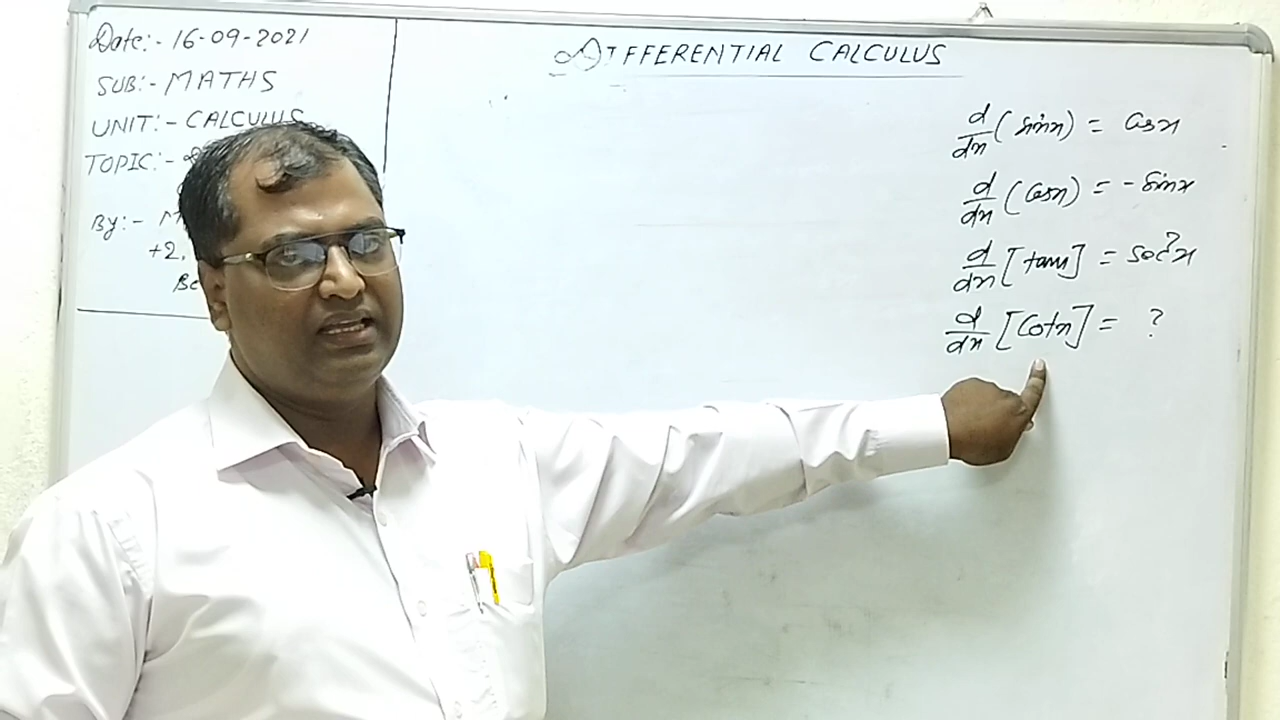 Date:- 16-09-2021
SUB:- MATHS
UNIT:- CALCULUS
TOPIC:-
By:- M
+2,
Be
DIFFERENTIAL CALCULUS
d/dx (sinx) = cosx
d/dx (cosx) = -sinx
d/dx [tanx] = sec²x
d/dx [cotx] = ?